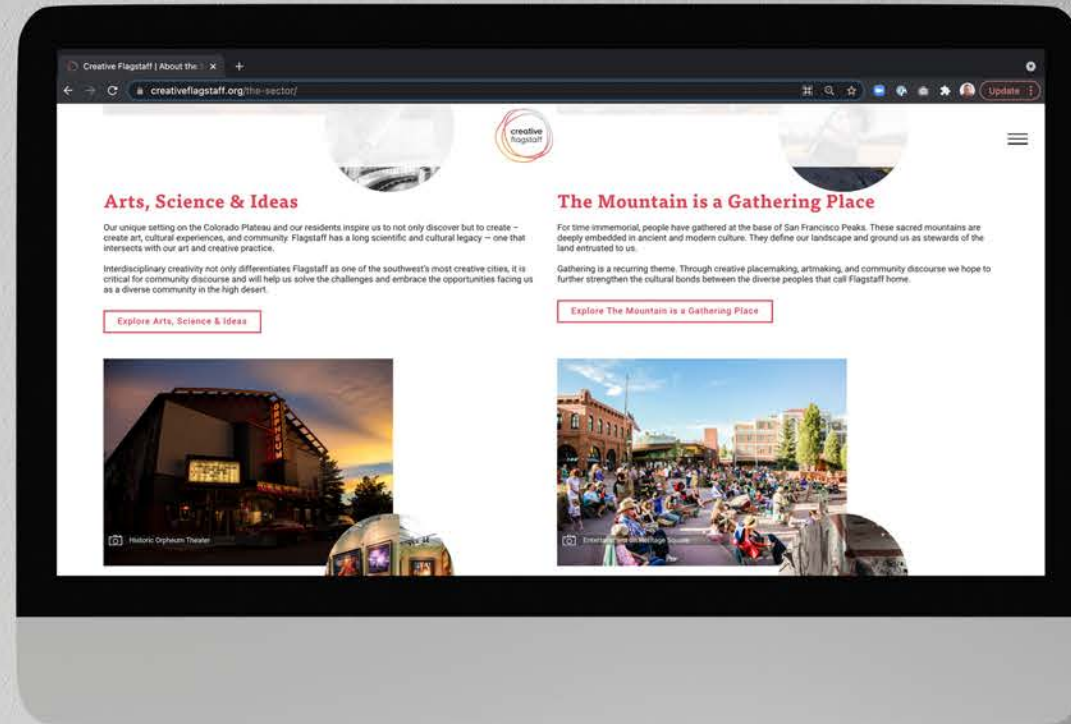 Creative Flagstaff | About the
creativeflagstaff.org/the-sector/
Update
creative
flagstaff
Arts, Science & Ideas
Our unique setting on the Colorado Plateau and our residents inspire us to not only discover but to create –
create art, cultural experiences, and community. Flagstaff has a long scientific and cultural legacy — one that
intersects with our art and creative practice.
Interdisciplinary creativity not only differentiates Flagstaff as one of the southwest's most creative cities, it is
critical for community discourse and will help us solve the challenges and embrace the opportunities facing us
as a diverse community in the high desert.
Explore Arts, Science & Ideas
The Mountain is a Gathering Place
For time immemorial, people have gathered at the base of San Francisco Peaks. These sacred mountains are
deeply embedded in ancient and modern culture. They define our landscape and ground us as stewards of the
land entrusted to us.
Gathering is a recurring theme. Through creative placemaking, artmaking, and community discourse we hope to
further strengthen the cultural bonds between the diverse peoples that call Flagstaff home.
Explore The Mountain is a Gathering Place
ORPHEUM
Historic Orpheum Theater
Entertainment on Heritage Square